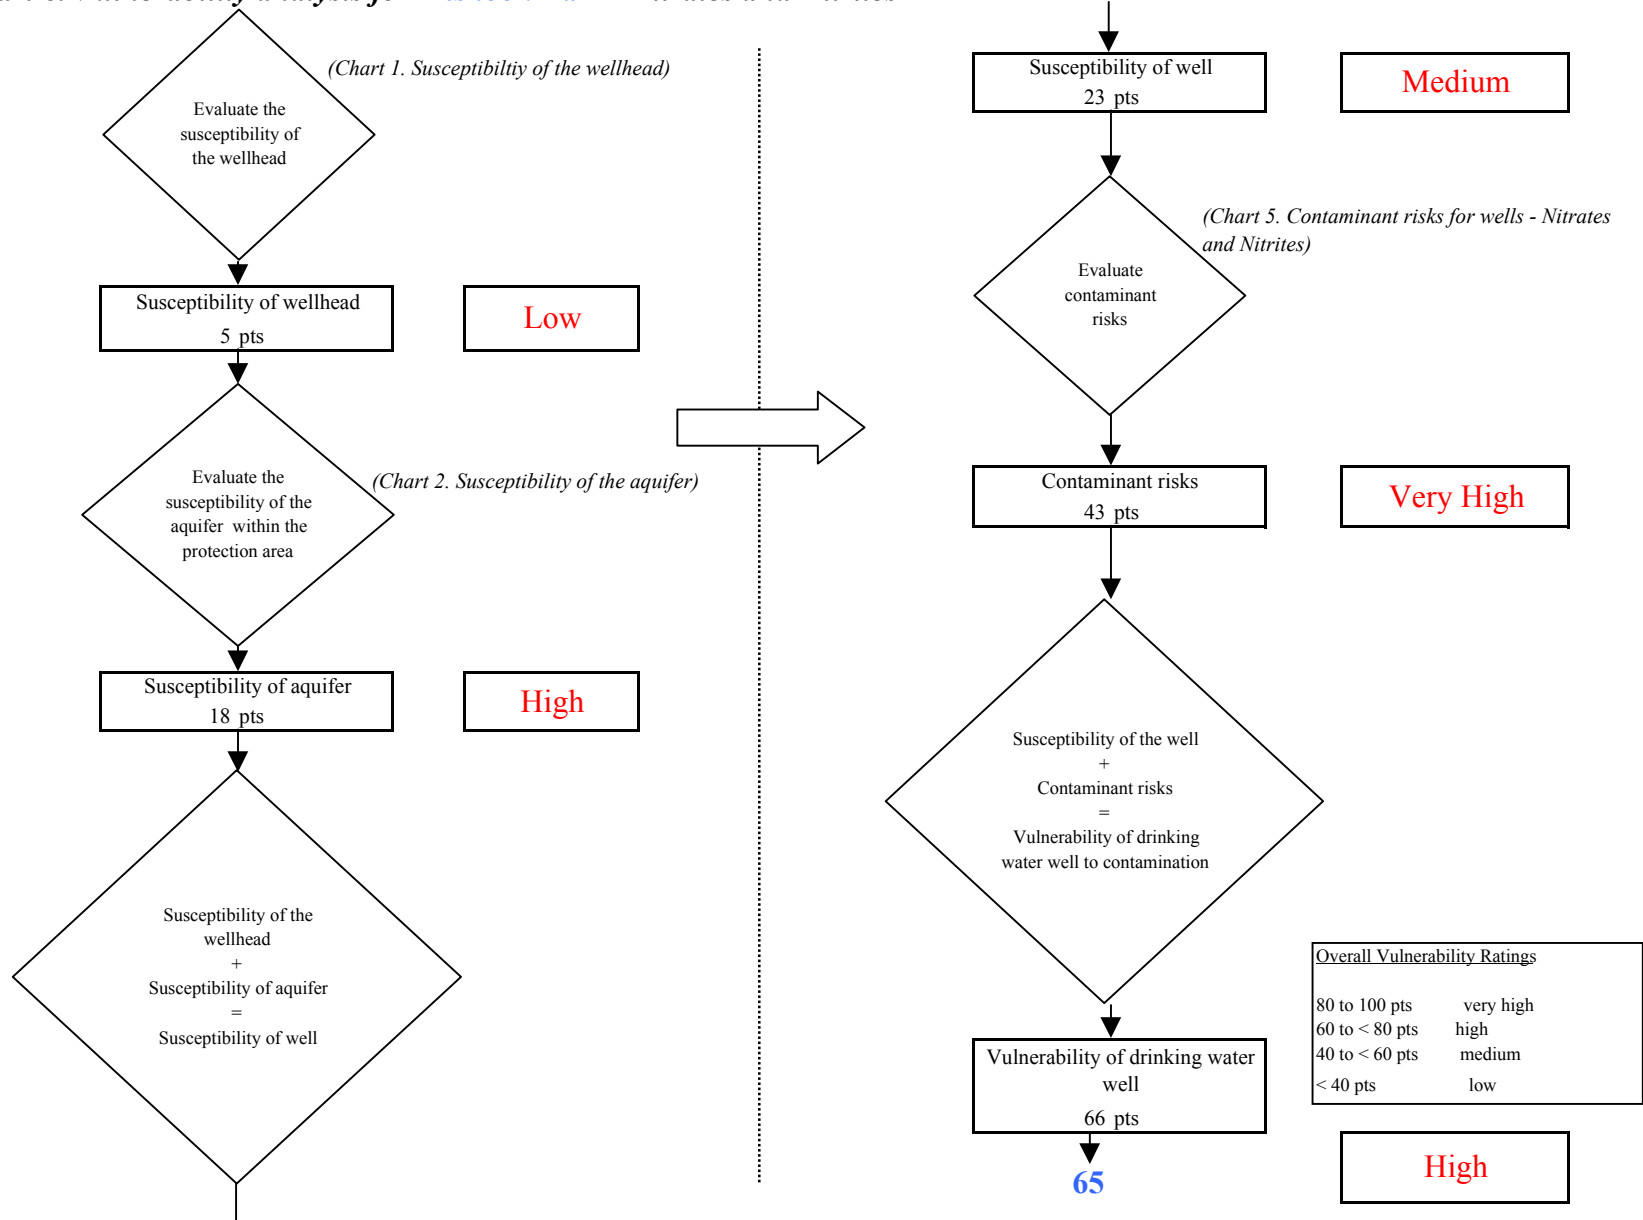 (Chart 1. Susceptibiltiy of the wellhead)
Evaluate the
susceptibility of
the wellhead
Susceptibility of wellhead
5 pts
Low
Evaluate the
susceptibility of the
aquifer within the
protection area
(Chart 2. Susceptibility of the aquifer)
Susceptibility of aquifer
18 pts
High
Susceptibility of the
wellhead
+
Susceptibility of aquifer
=
Susceptibility of well
Susceptibility of well
23 pts
Medium
(Chart 5. Contaminant risks for wells - Nitrates
and Nitrites)
Evaluate
contaminant
risks
Contaminant risks
43 pts
Very High
Susceptibility of the well
+
Contaminant risks
=
Vulnerability of drinking
water well to contamination
Vulnerability of drinking water
well
66 pts
65
Overall Vulnerability Ratings
80 to 100 pts very high
60 to < 80 pts high
40 to < 60 pts medium
< 40 pts low
High